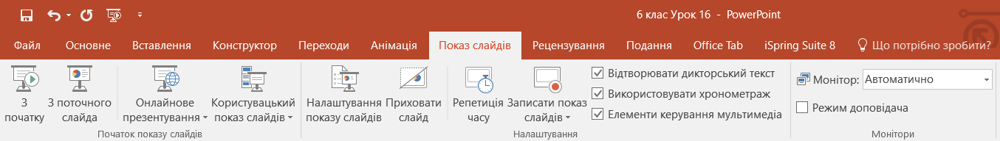 6 клас Урок 16 - PowerPoint
Файл Основне Вставлення Конструктор Переходи Анімація Показ слайдів Рецензування Подання Office Tab iSpring Suite 8 Що потрібно зробити?
З початку
З поточного слайда
Онлайнове презентування
Користувацький показ слайдів
Початок показу слайдів
Налаштування показу слайдів
Приховати слайд
Репетиція часу
Записати показ слайдів
Відтворювати дикторський текст
Використовувати хронометраж
Елементи керування мультимедіа
Налаштування
Монітор: Автоматично
Режим доповідача
Монітори